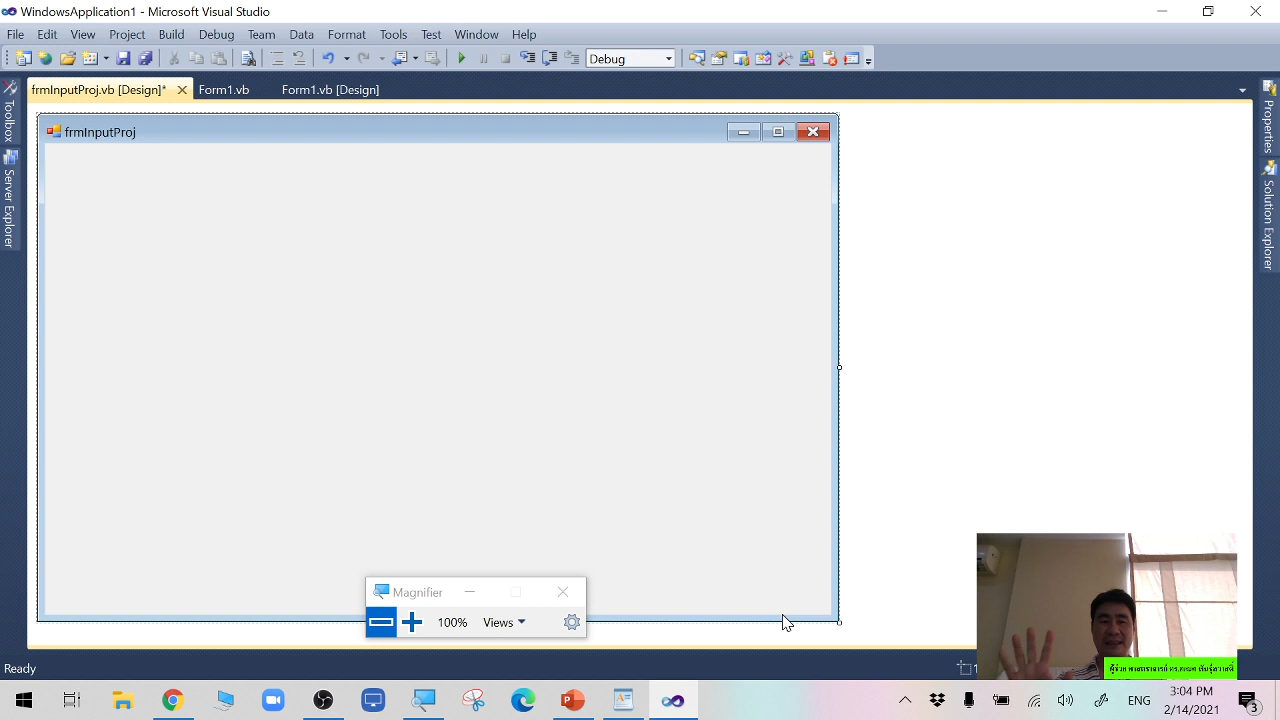 WindowsApplication1 - Microsoft Visual Studio
File Edit View Project Build Debug Team Data Format Tools Test Window Help
Debug
frmInputProj.vb [Design]* Form1.vb Form1.vb [Design]
Toolbox
Server Explorer
Properties
Solution Explorer
frmInputProj
Magnifier
100% Views
Ready
ENG
3:04 PM
2/14/2021
3